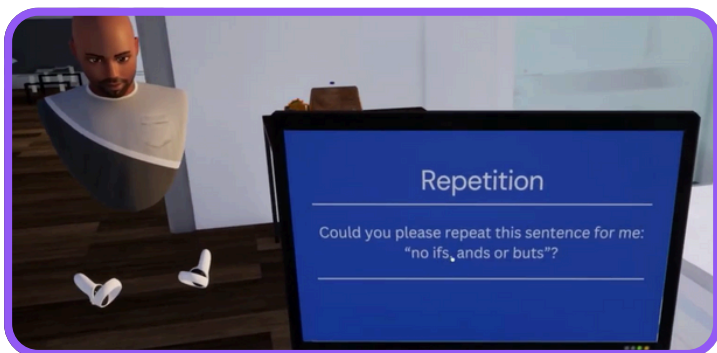 Repetition
Could you please repeat this sentence for me:
“no ifs, ands or buts”?